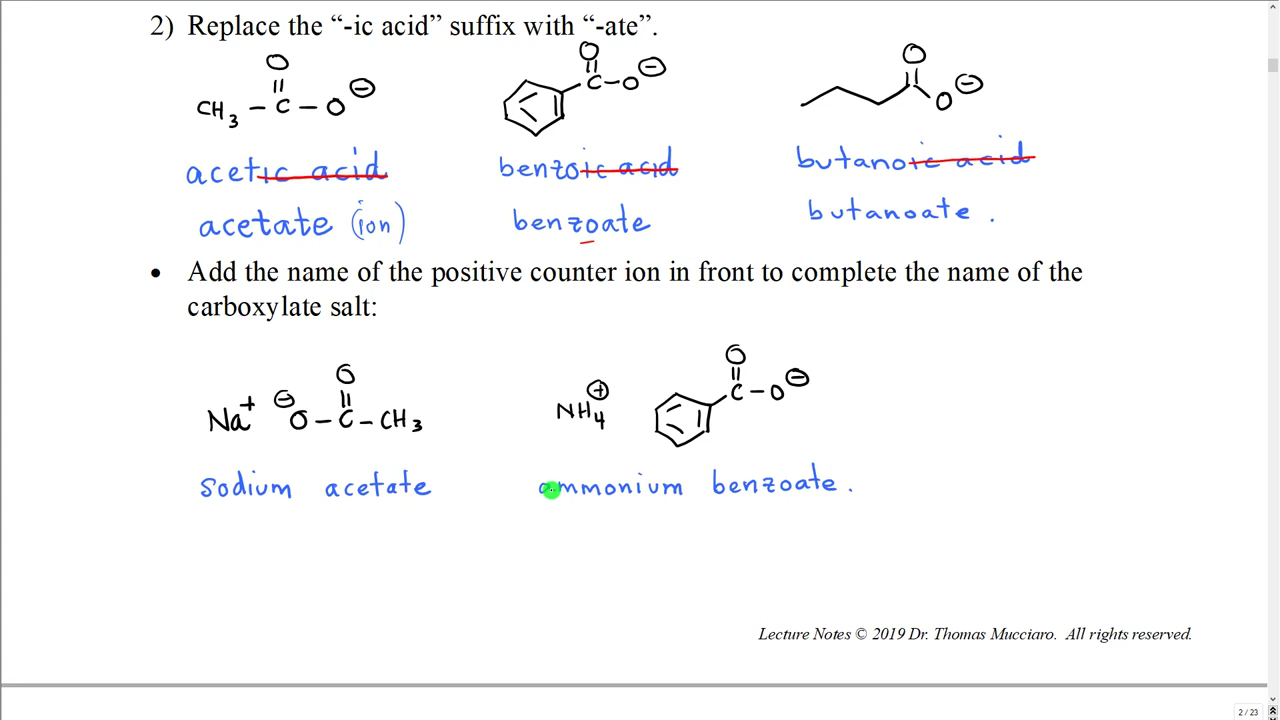 2) Replace the “-ic acid” suffix with “-ate”.
CH3 – C – O ⊖
O
C – O ⊖
O
O
O ⊖
acetic acid
benzoic acid
butanoic acid
acetate (ion)
benzoate
butanoate .
• Add the name of the positive counter ion in front to complete the name of the
carboxylate salt:
Na+ ⊖ O – C – CH3
O
NH4 ⊕
O
C – O ⊖
sodium acetate
ammonium benzoate .
Lecture Notes © 2019 Dr. Thomas Mucciaro. All rights reserved.
2 / 23